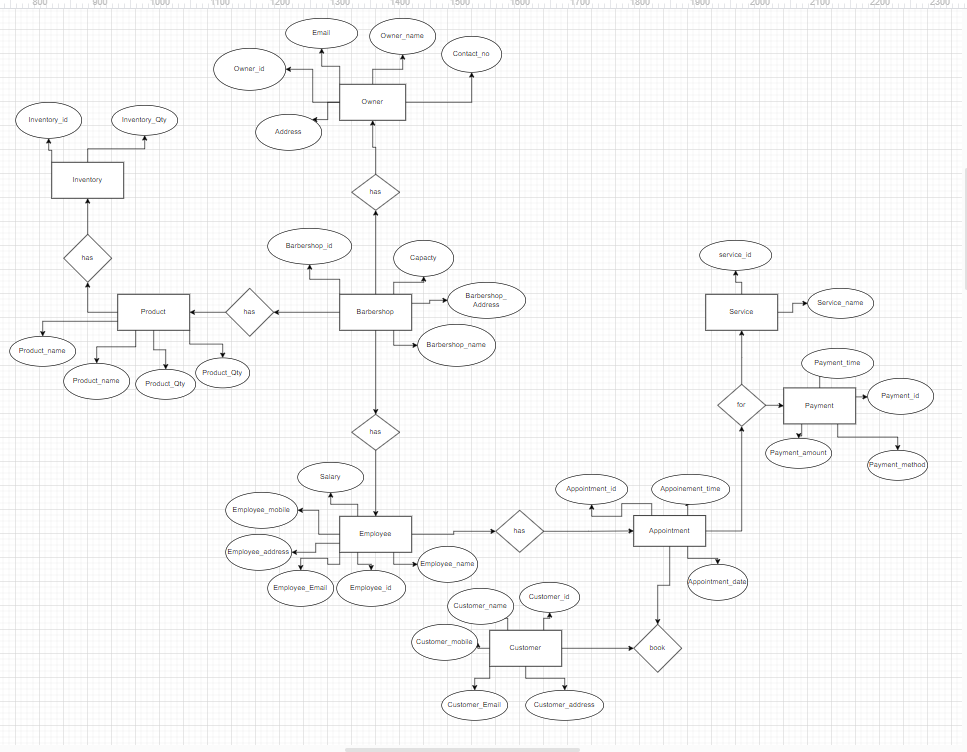 800 900 1000 1100 1200 1300 1400 1500 1600 1700 1800 1900 2000 2100 2200 2300
Email
Owner_name
Contact_no
Owner_id
Owner
Address
Inventory_id
Inventory_Qty
Inventory
has
has
Barbershop_id
Capacty
service_id
has
Product
has
Barbershop
Barbershop_
Address
Service
Service_name
Product_name
Barbershop_name
Product_name
Product_Qty
Product_Qty
Payment_time
Payment_id
for
Payment
has
Payment_amount
Payment_method
Salary
Appointment_id
Appoinement_time
Employee_mobile
Employee
has
Appointment
Employee_address
Employee_name
Employee_Email
Employee_id
Appointment_date
Customer_name
Customer_id
Customer_mobile
Customer
book
Customer_Email
Customer_address